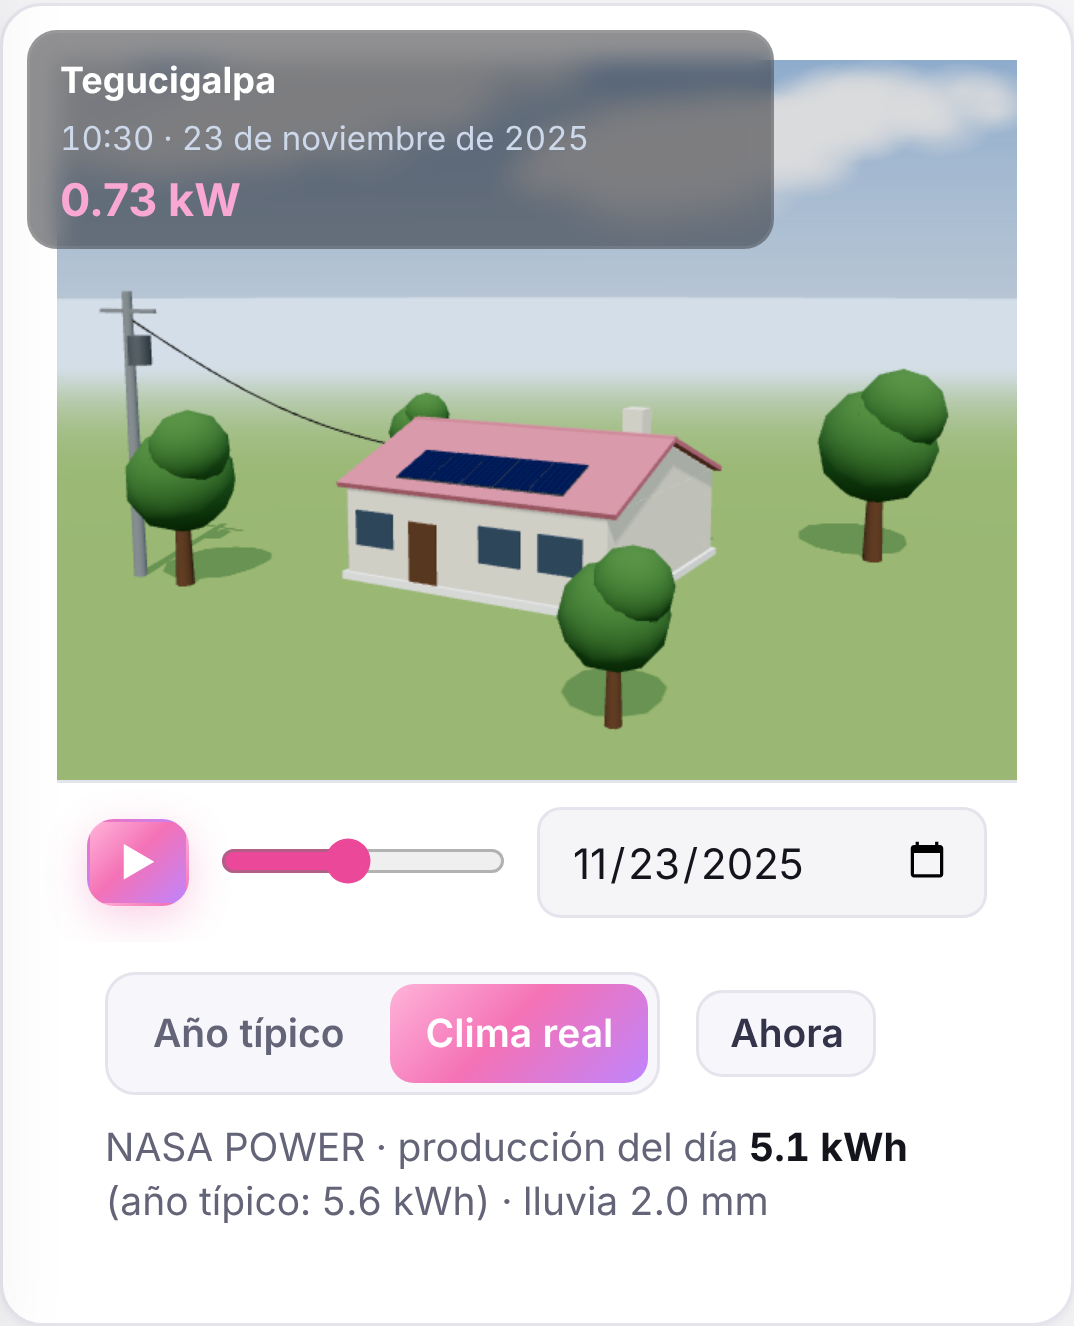 Tegucigalpa
10:30 · 23 de noviembre de 2025
0.73 kW
11/23/2025
Año típico
Clima real
Ahora
NASA POWER · producción del día 5.1 kWh
(año típico: 5.6 kWh) · lluvia 2.0 mm